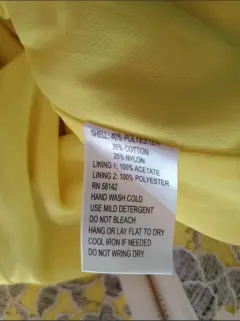 SHELL: 40% POLYESTER
35% COTTON
25% NYLON
LINING 1: 100% ACETATE
LINING 2: 100% POLYESTER
RN 58142
HAND WASH COLD
USE MILD DETERGENT
DO NOT BLEACH
HANG OR LAY FLAT TO DRY
COOL IRON IF NEEDED
DO NOT WRING DRY